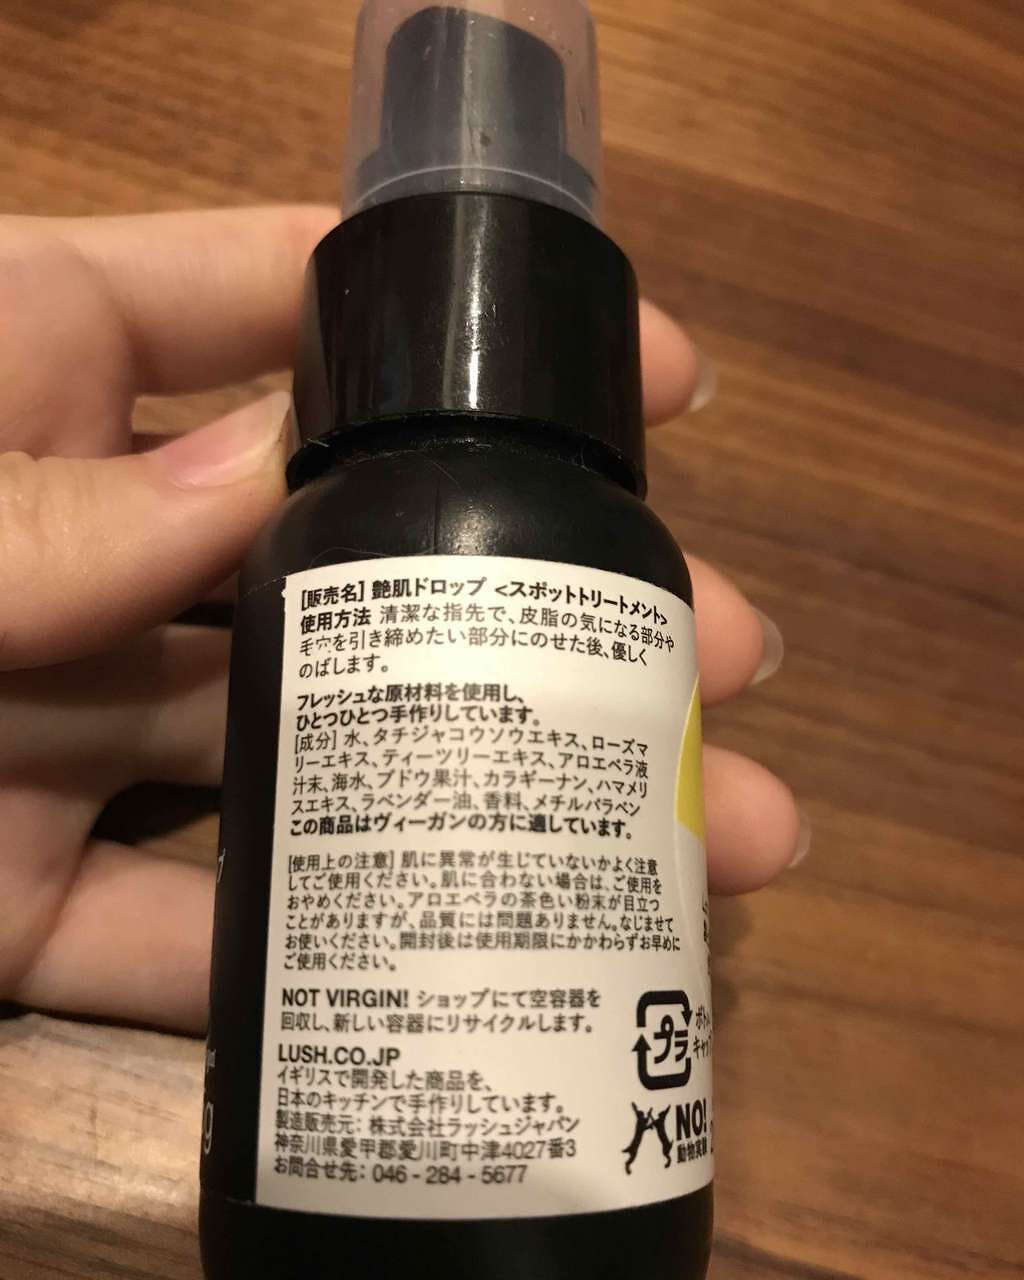 [販売名] 艶肌ドロップ <スポットトリートメント>
使用方法 清潔な指先で、皮脂の気になる部分や
毛穴を引き締めたい部分にのせた後、優しく
のばします。
フレッシュな原材料を使用し、
ひとつひとつ手作りしています。
[成分] 水、タチジャコウソウエキス、ローズマ
リーエキス、ティーツリーエキス、アロエベラ液
汁末、海水、ブドウ果汁、カラギーナン、ハマメリ
スエキス、ラベンダー油、香料、メチルパラベン
この商品はヴィーガンの方に適しています。
[使用上の注意] 肌に異常が生じていないかよく注意
してご使用ください。肌に合わない場合は、ご使用を
おやめください。アロエベラの茶色い粉末が目立つ
ことがありますが、品質には問題ありません。なじませて
お使いください。開封後は使用期限にかかわらずお早めに
ご使用ください。
NOT VIRGIN! ショップにて空容器を
回収し、新しい容器にリサイクルします。
LUSH.CO.JP
イギリスで開発した商品を、
日本のキッチンで手作りしています。
製造販売元: 株式会社ラッシュジャパン
神奈川県愛甲郡愛川町中津4027番3
お問合せ先: 046 - 284 - 5677
プラ
ボトル
キャップ
NO!
動物実験
プ
g